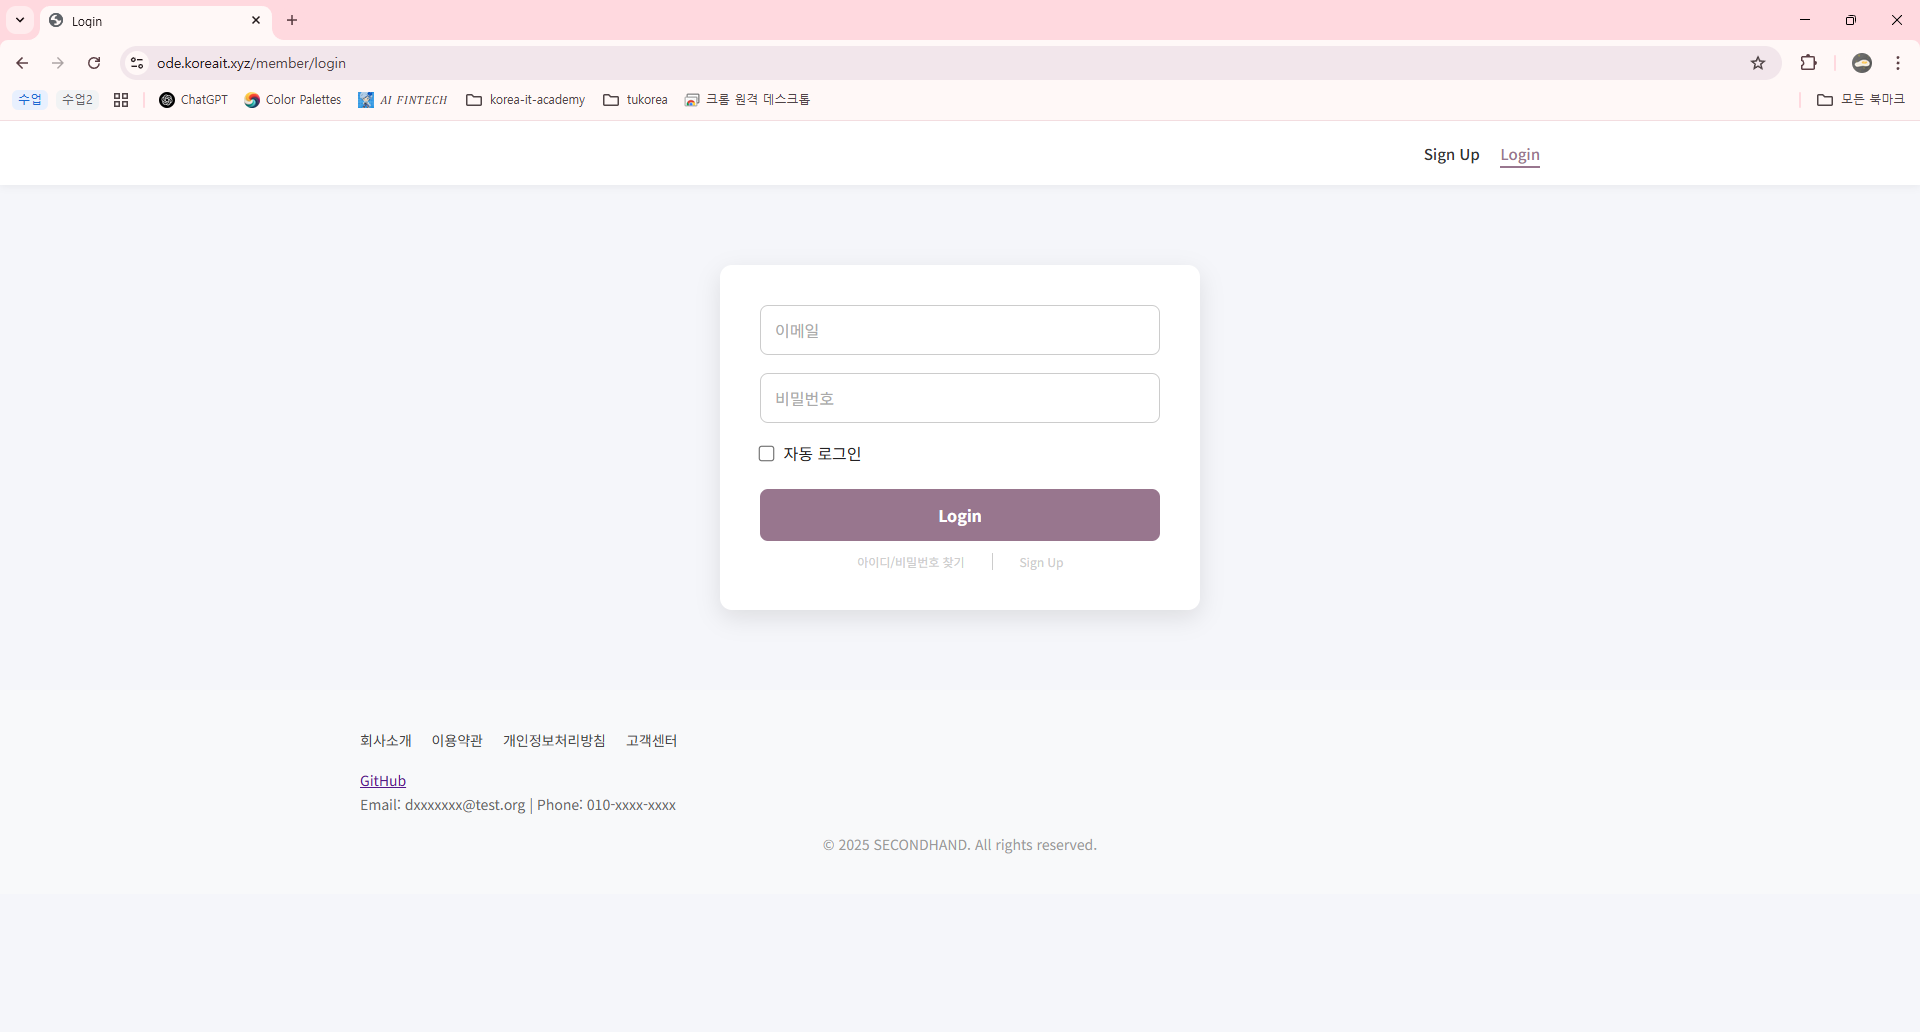 Login
ode.koreait.xyz/member/login
수업 수업2 ChatGPT Color Palettes AI FINTECH korea-it-academy tukorea 크롬 원격 데스크톱 모든 북마크
Sign Up Login
이메일
비밀번호
자동 로그인
Login
아이디/비밀번호 찾기 Sign Up
회사소개 이용약관 개인정보처리방침 고객센터
GitHub
Email: dxxxxxxx@test.org | Phone: 010-xxxx-xxxx
© 2025 SECONDHAND. All rights reserved.